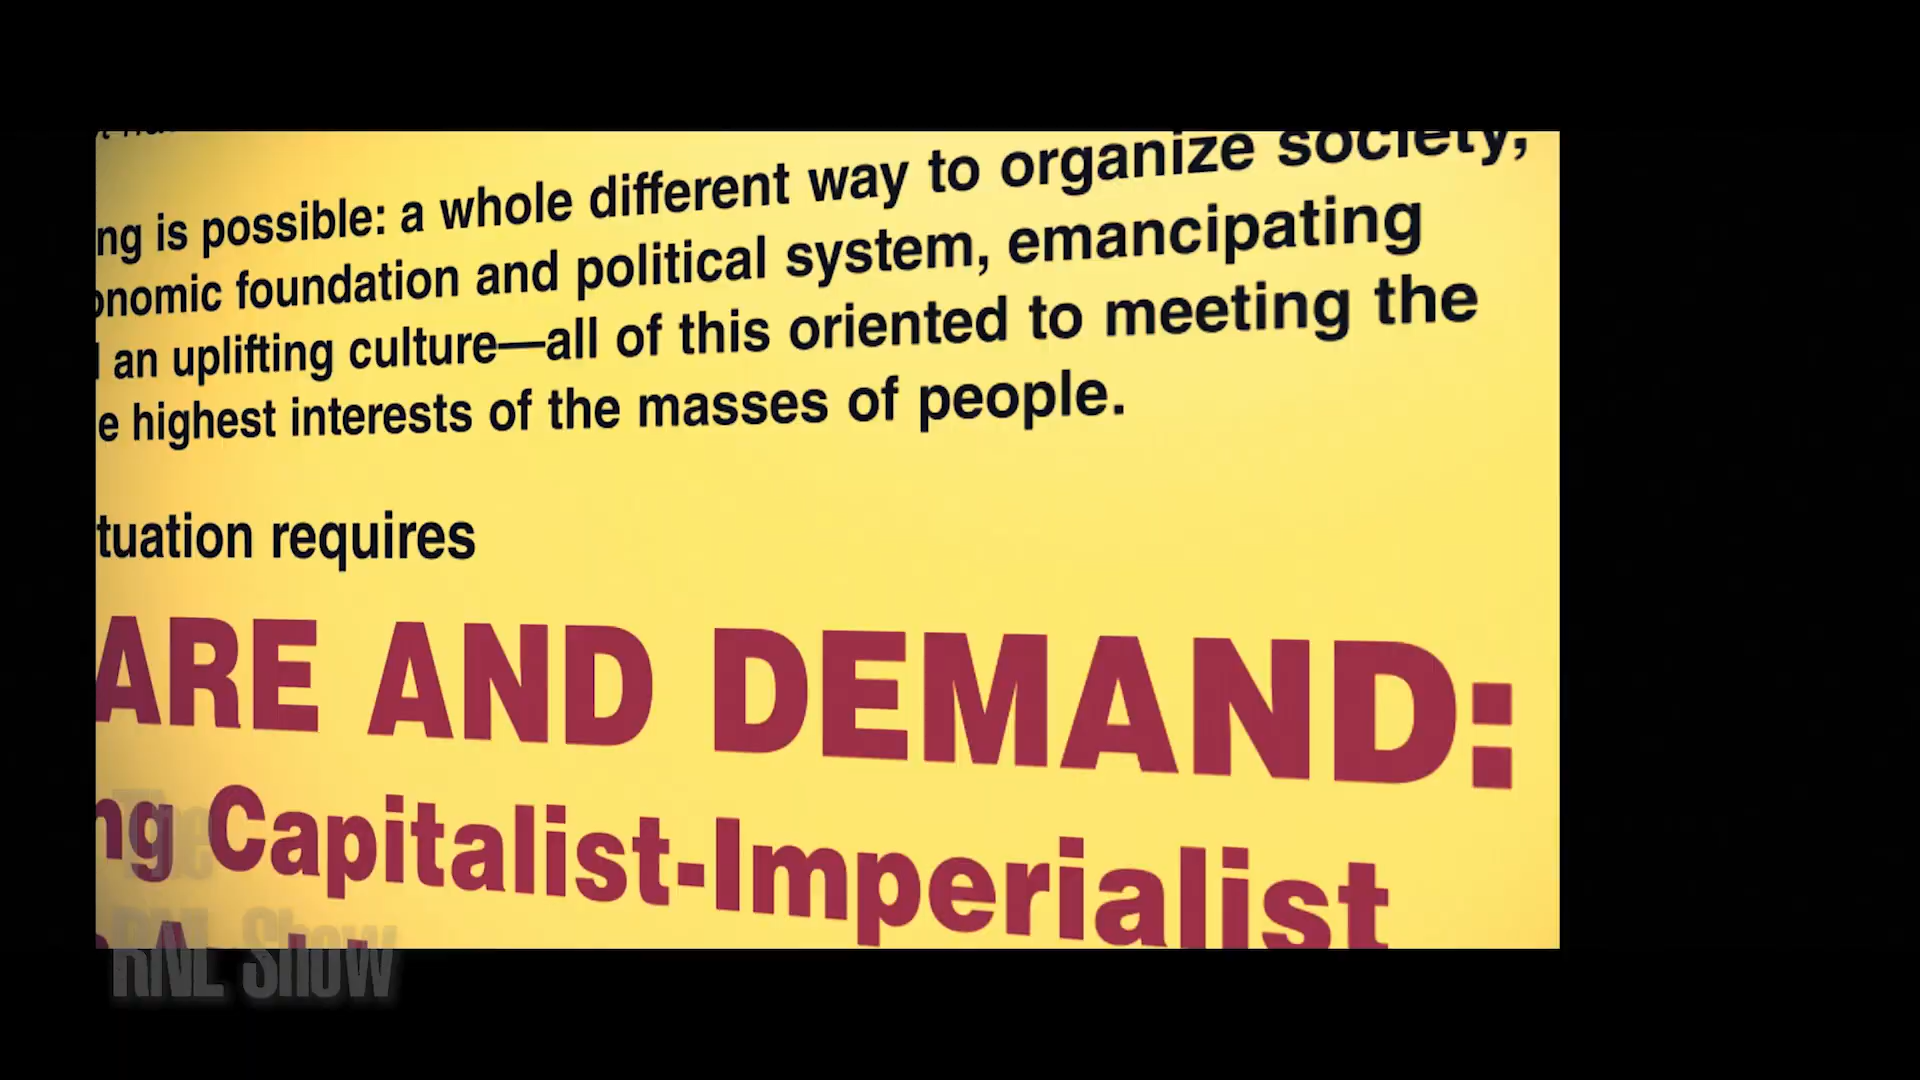 ng is possible: a whole different way to organize society,
onomic foundation and political system, emancipating
an uplifting culture—all of this oriented to meeting the
e highest interests of the masses of people.
tuation requires
ARE AND DEMAND:
ng Capitalist-Imperialist
The
RNL Show